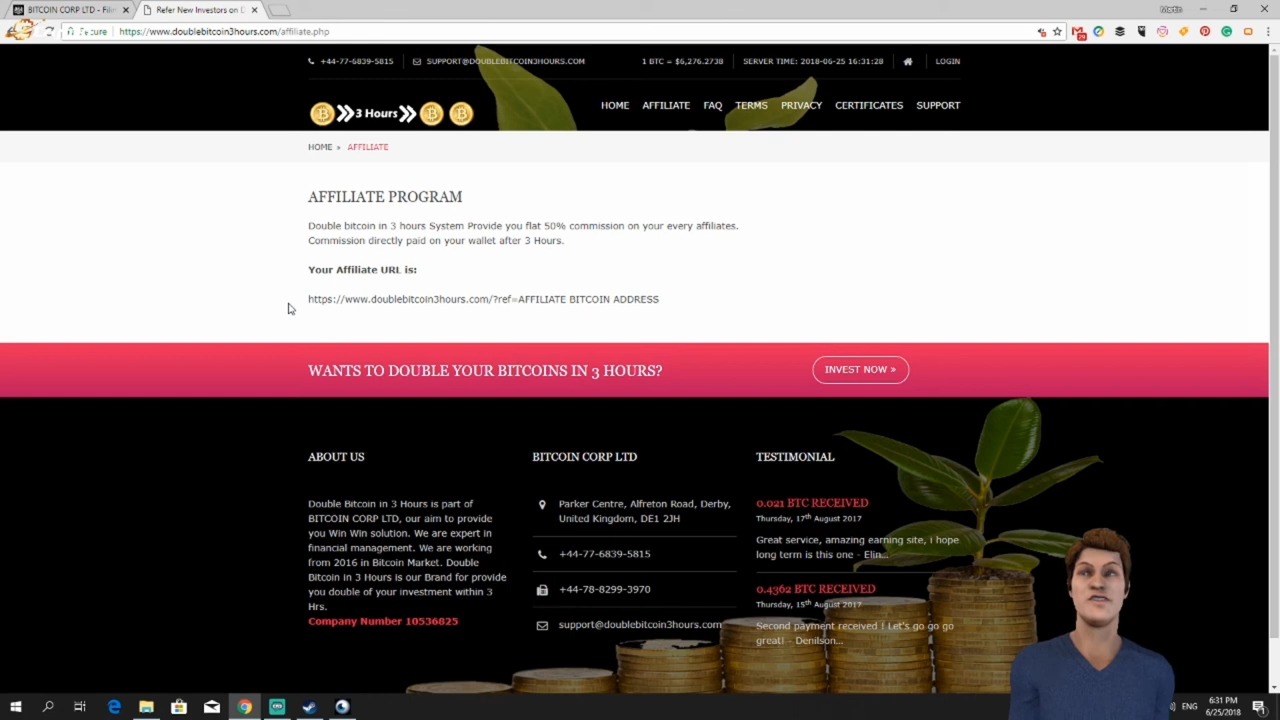 BITCOIN CORP LTD - Filin
Refer New Investors on D
https://www.doublebitcoin3hours.com/affiliate.php
+44-77-6839-5815
SUPPORT@DOUBLEBITCOIN3HOURS.COM
1 BTC = $6,276.2738
SERVER TIME: 2018-06-25 16:31:28
LOGIN
3 Hours
HOME AFFILIATE FAQ TERMS PRIVACY CERTIFICATES SUPPORT
HOME » AFFILIATE
AFFILIATE PROGRAM
Double bitcoin in 3 hours System Provide you flat 50% commission on your every affiliates.
Commission directly paid on your wallet after 3 Hours.
Your Affiliate URL is:
https://www.doublebitcoin3hours.com/?ref=AFFILIATE BITCOIN ADDRESS
WANTS TO DOUBLE YOUR BITCOINS IN 3 HOURS?
INVEST NOW »
ABOUT US
Double Bitcoin in 3 Hours is part of
BITCOIN CORP LTD, our aim to provide
you Win Win solution. We are expert in
financial management. We are working
from 2016 in Bitcoin Market. Double
Bitcoin in 3 Hours is our Brand for provide
you double of your investment within 3
Hrs.
Company Number 10536825
BITCOIN CORP LTD
Parker Centre, Alfreton Road, Derby,
United Kingdom, DE1 2JH
+44-77-6839-5815
+44-78-8299-3970
support@doublebitcoin3hours.com
TESTIMONIAL
0.021 BTC RECEIVED
Thursday, 17th August 2017
Great service, amazing earning site, i hope
long term is this one - Elin...
0.4362 BTC RECEIVED
Thursday, 15th August 2017
Second payment received ! Let's go go go
great! - Denilson...
ENG
6:31 PM
6/25/2018